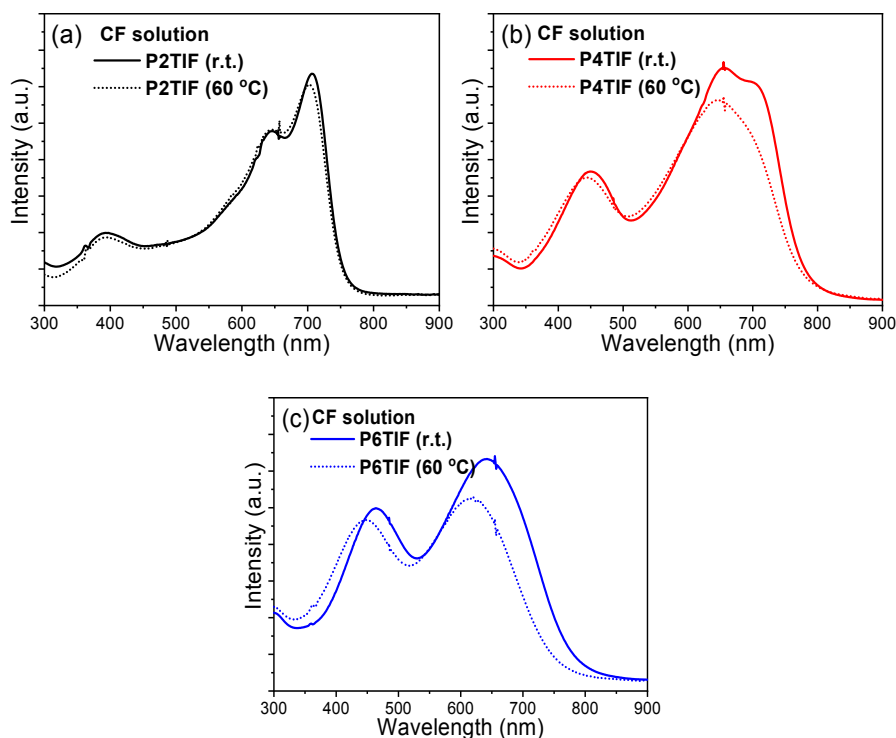 (a) CF solution
P2TIF (r.t.)
P2TIF (60 °C)
Intensity (a.u.)
300 400 500 600 700 800 900
Wavelength (nm)
(b) CF solution
P4TIF (r.t.)
P4TIF (60 °C)
Intensity (a.u.)
300 400 500 600 700 800 900
Wavelength (nm)
(c) CF solution
P6TIF (r.t.)
P6TIF (60 °C)
Intensity (a.u.)
300 400 500 600 700 800 900
Wavelength (nm)